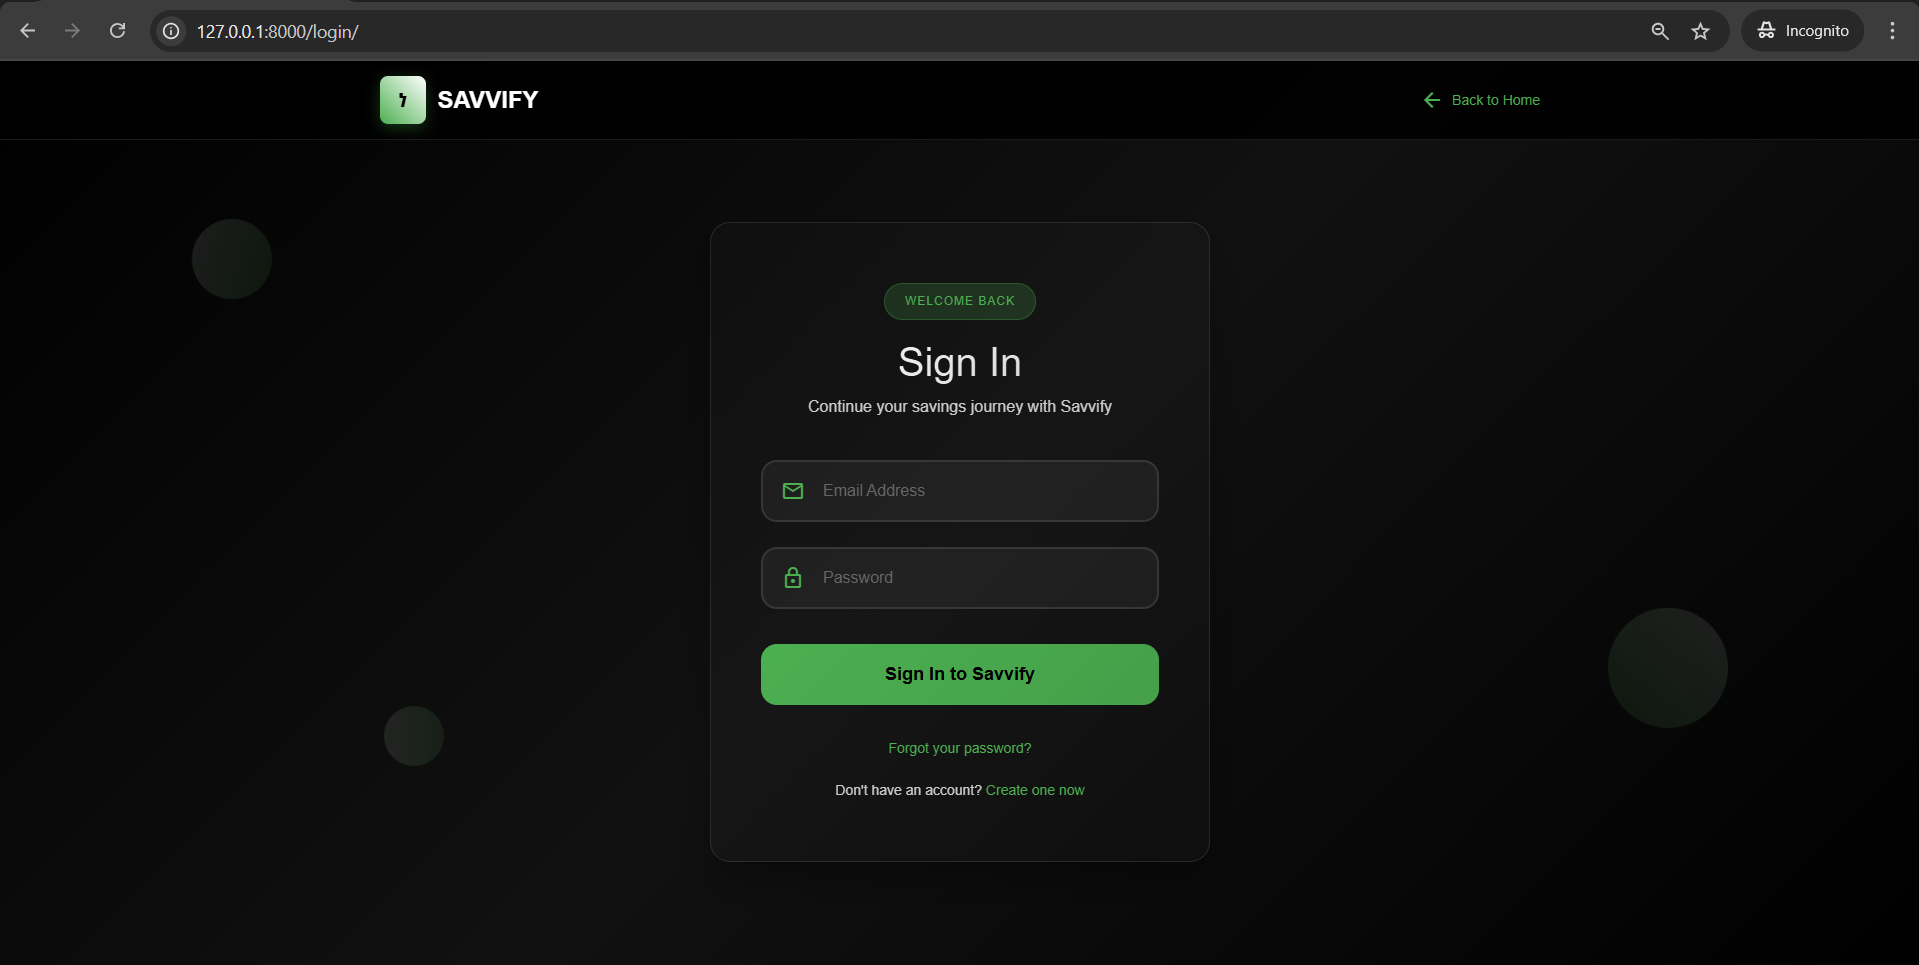 127.0.0.1:8000/login/
Incognito
SAVVIFY
Back to Home
WELCOME BACK
Sign In
Continue your savings journey with Savvify
Email Address
Password
Sign In to Savvify
Forgot your password?
Don't have an account? Create one now